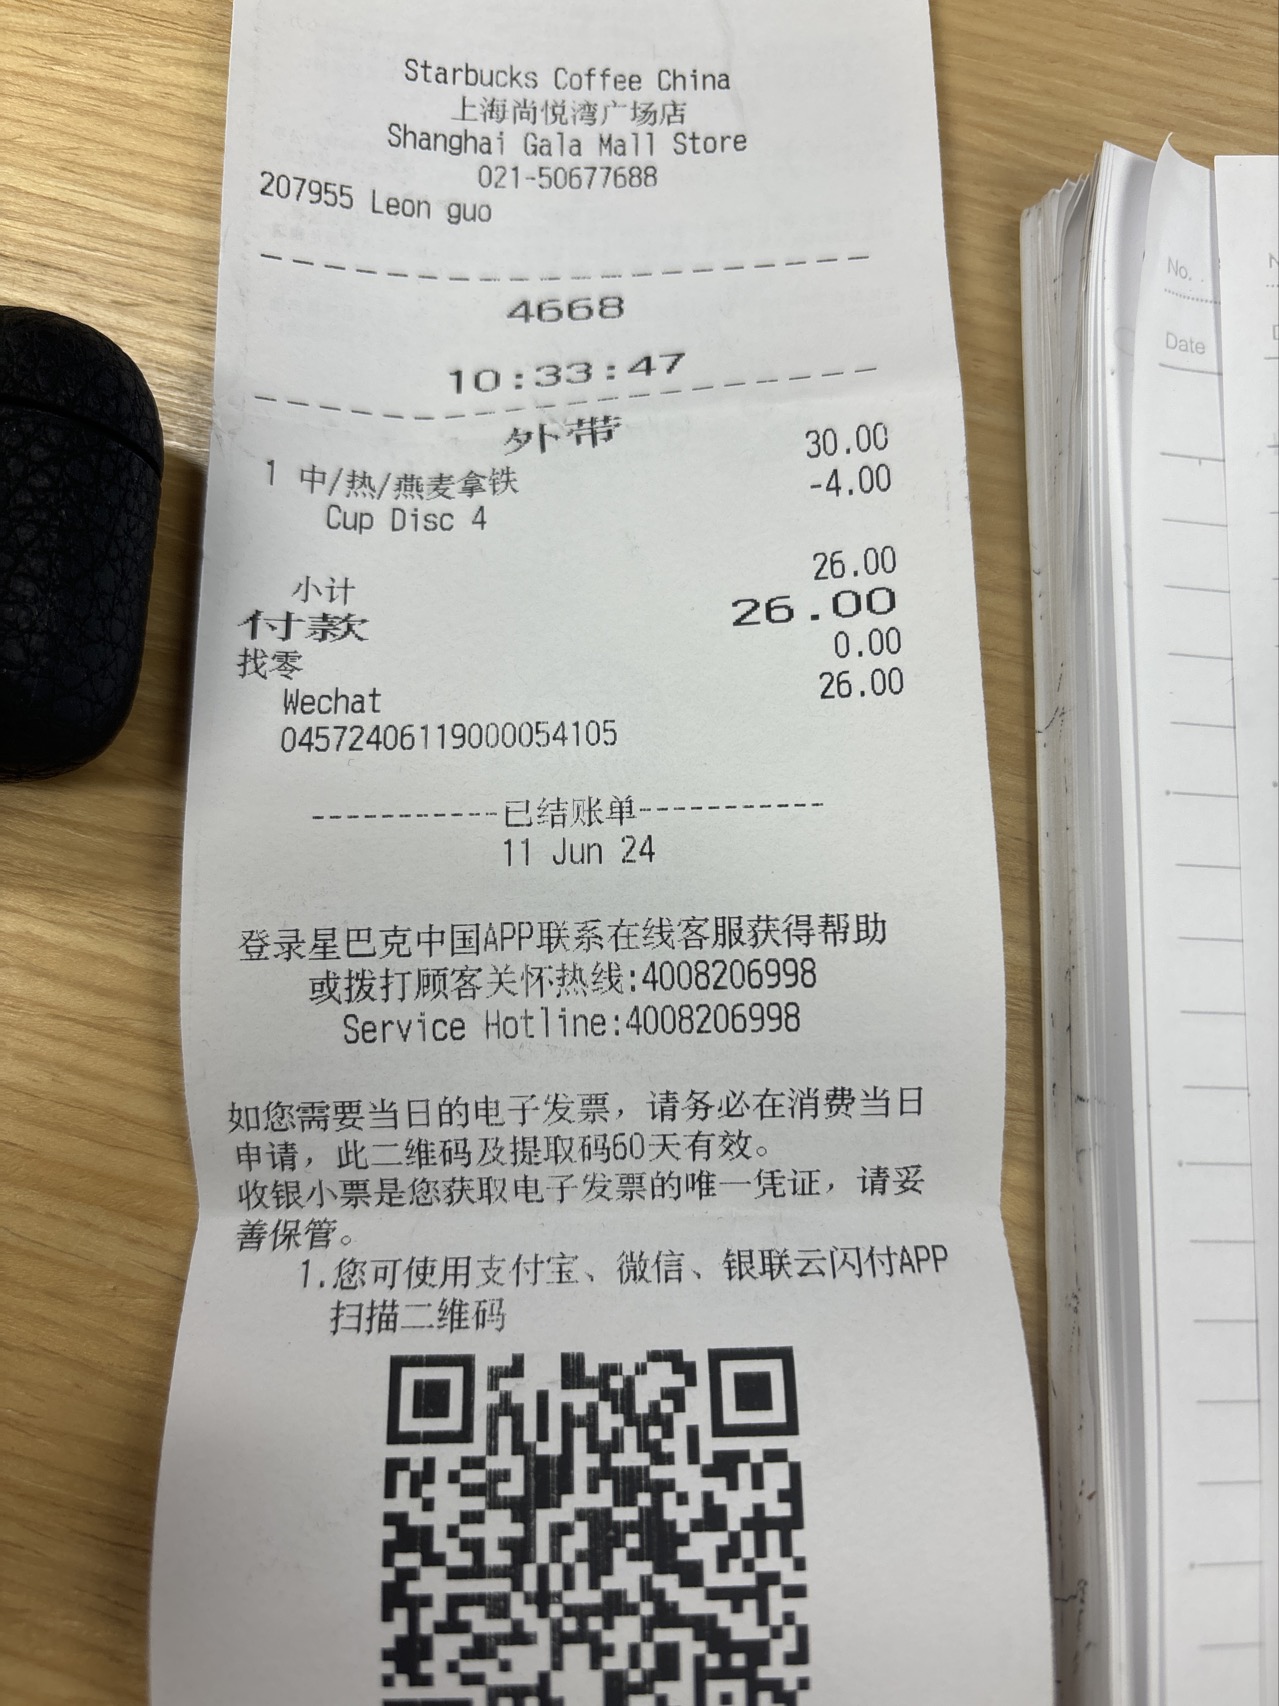 Starbucks Coffee China
上海尚悦湾广场店
Shanghai Gala Mall Store
021-50677688
207955 Leon guo
4668
10:33:47
外带
1 中/热/燕麦拿铁 30.00
Cup Disc 4 -4.00
小计 26.00
付款 26.00
找零 0.00
Wechat 26.00
04572406119000054105
-----------已结账单-----------
11 Jun 24
登录星巴克中国APP联系在线客服获得帮助
或拨打顾客关怀热线:4008206998
Service Hotline:4008206998
如您需要当日的电子发票，请务必在消费当日
申请，此二维码及提取码60天有效。
收银小票是您获取电子发票的唯一凭证，请妥
善保管。
1.您可使用支付宝、微信、银联云闪付APP
扫描二维码
No.
Date